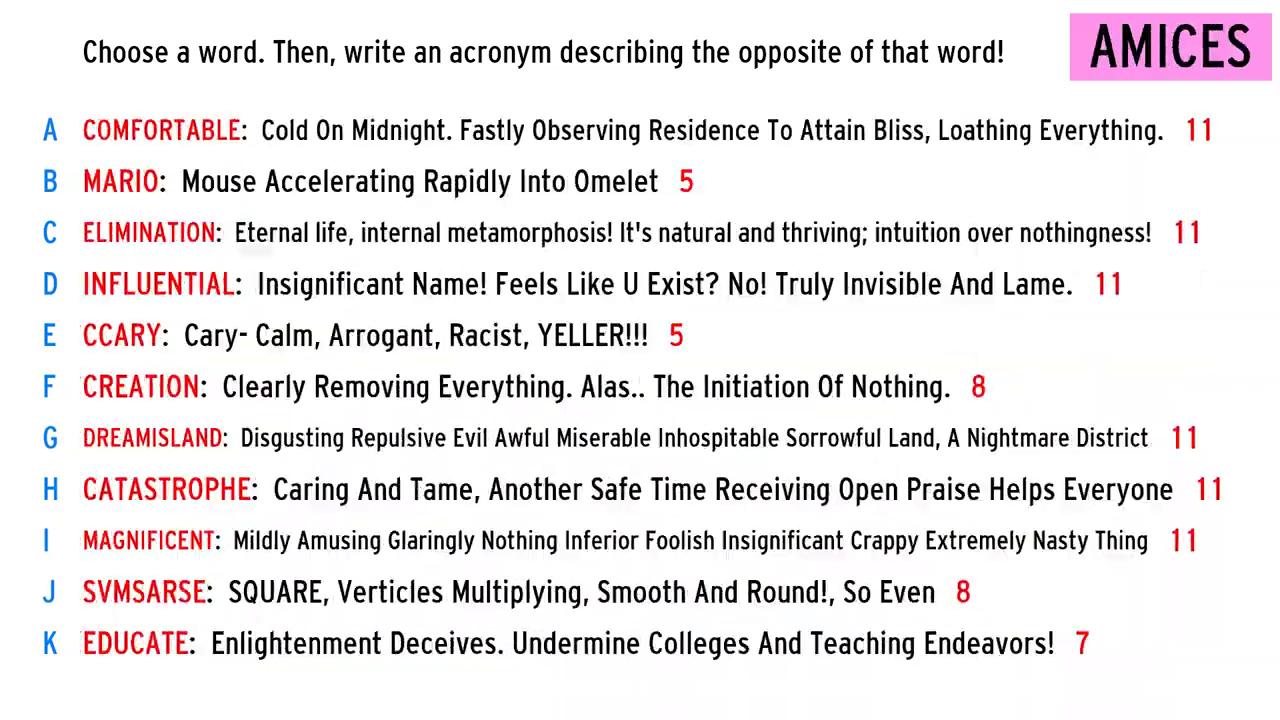 Choose a word. Then, write an acronym describing the opposite of that word!
AMICES
A COMFORTABLE: Cold On Midnight. Fastly Observing Residence To Attain Bliss, Loathing Everything. 11
B MARIO: Mouse Accelerating Rapidly Into Omelet 5
C ELIMINATION: Eternal life, internal metamorphosis! It's natural and thriving; intuition over nothingness! 11
D INFLUENTIAL: Insignificant Name! Feels Like U Exist? No! Truly Invisible And Lame. 11
E CCARY: Cary- Calm, Arrogant, Racist, YELLER!!! 5
F CREATION: Clearly Removing Everything. Alas.. The Initiation Of Nothing. 8
G DREAMISLAND: Disgusting Repulsive Evil Awful Miserable Inhospitable Sorrowful Land, A Nightmare District 11
H CATASTROPHE: Caring And Tame, Another Safe Time Receiving Open Praise Helps Everyone 11
I MAGNIFICENT: Mildly Amusing Glaringly Nothing Inferior Foolish Insignificant Crappy Extremely Nasty Thing 11
J SVMSARSE: SQUARE, Verticles Multiplying, Smooth And Round!, So Even 8
K EDUCATE: Enlightenment Deceives. Undermine Colleges And Teaching Endeavors! 7